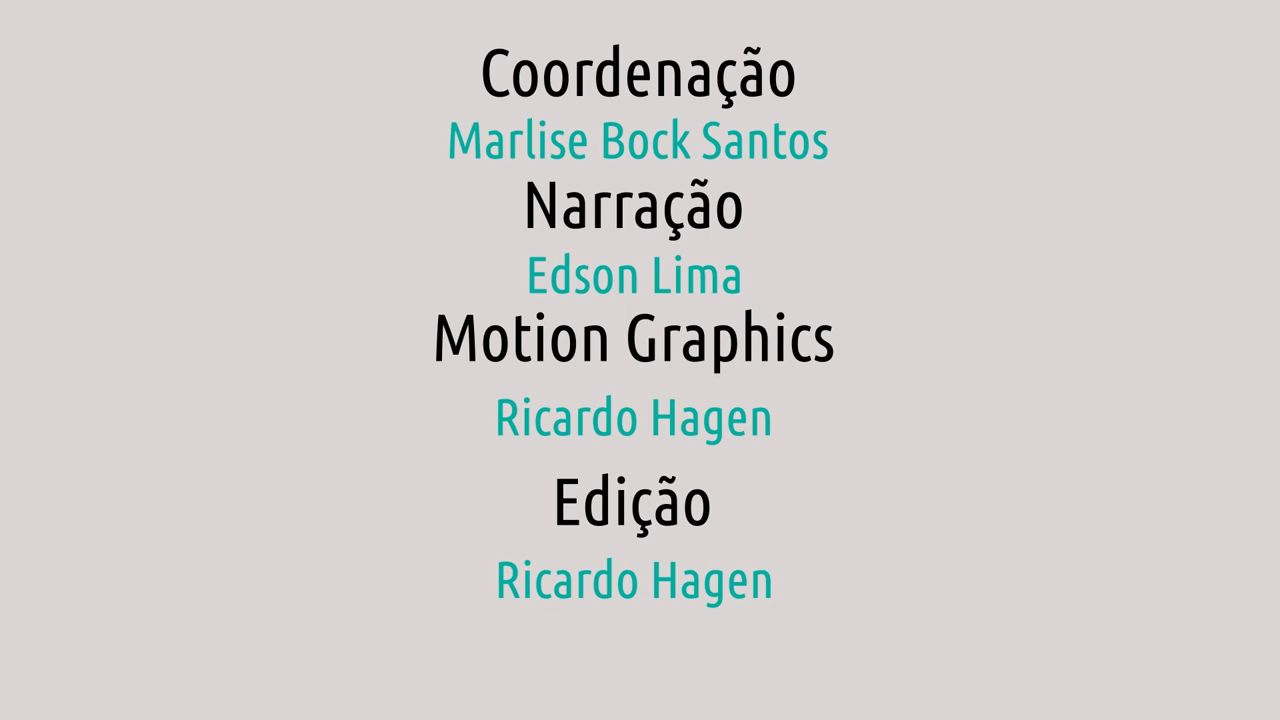 Coordenação
Marlise Bock Santos
Narração
Edson Lima
Motion Graphics
Ricardo Hagen
Edição
Ricardo Hagen